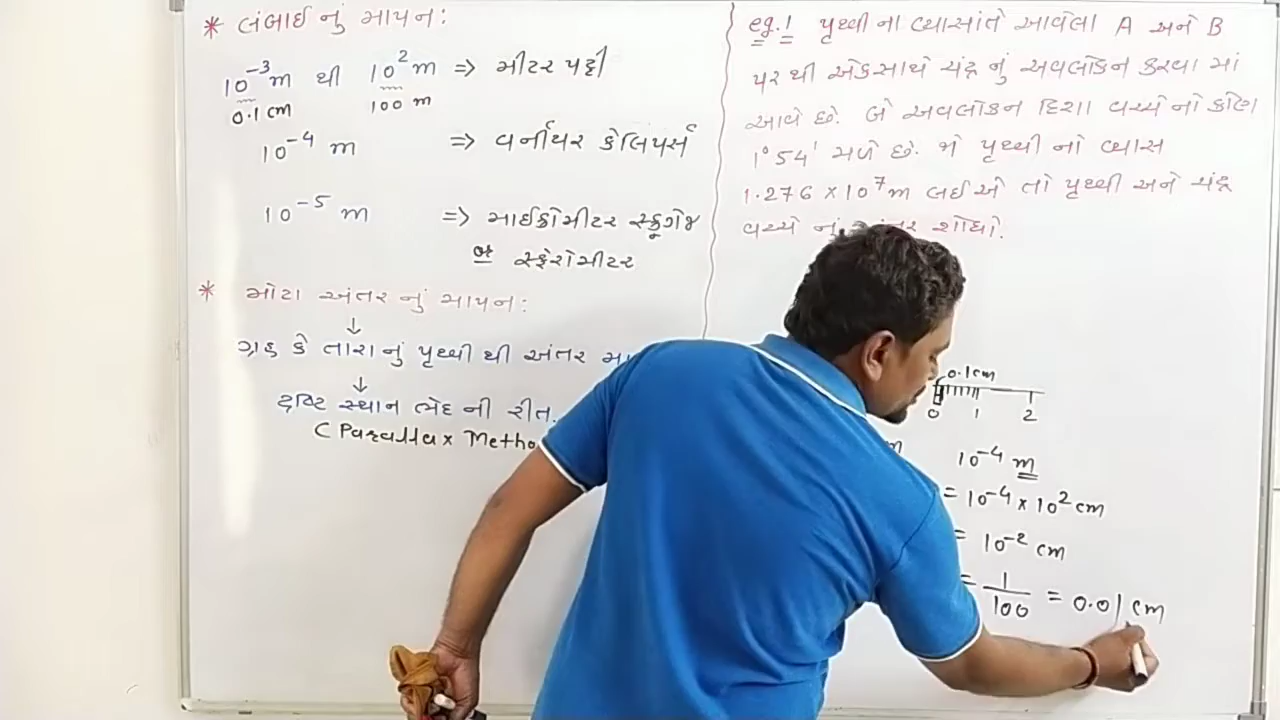 * લંબાઈ નું માપન:
10⁻³m થી 10²m => મીટર પટ્ટી
0.1cm 100 m
10⁻⁴ m => વર્નીયર કેલિપર્સ
10⁻⁵ m => માઈક્રોમીટર સ્ક્રૂગેજ
or સ્ફેરોમીટર
* મોટા અંતર નું માપન:
↓
ગ્રહ કે તારા નું પૃથ્વી થી અંતર
↓
દ્રષ્ટિ સ્થાન ભેદ ની રીત.
( Parallax Metho
eg.1 પૃથ્વી ના વ્યાસાંતે આવેલા A અને B
પર થી એકસાથે ચંદ્ર નું અવલોકન કરવા માં
આવે છે. બે અવલોકન દિશા વચ્ચે નો કોણ
1°54' મળે છે. જો પૃથ્વી નો વ્યાસ
1.276 x 10⁷m લઈએ તો પૃથ્વી અને ચંદ્ર
વચ્ચે નું અંતર શોધો.
0.1cm
0 1 2
10⁻⁴ m
= 10⁻⁴ x 10² cm
= 10⁻² cm
= 1/100 = 0.01 cm